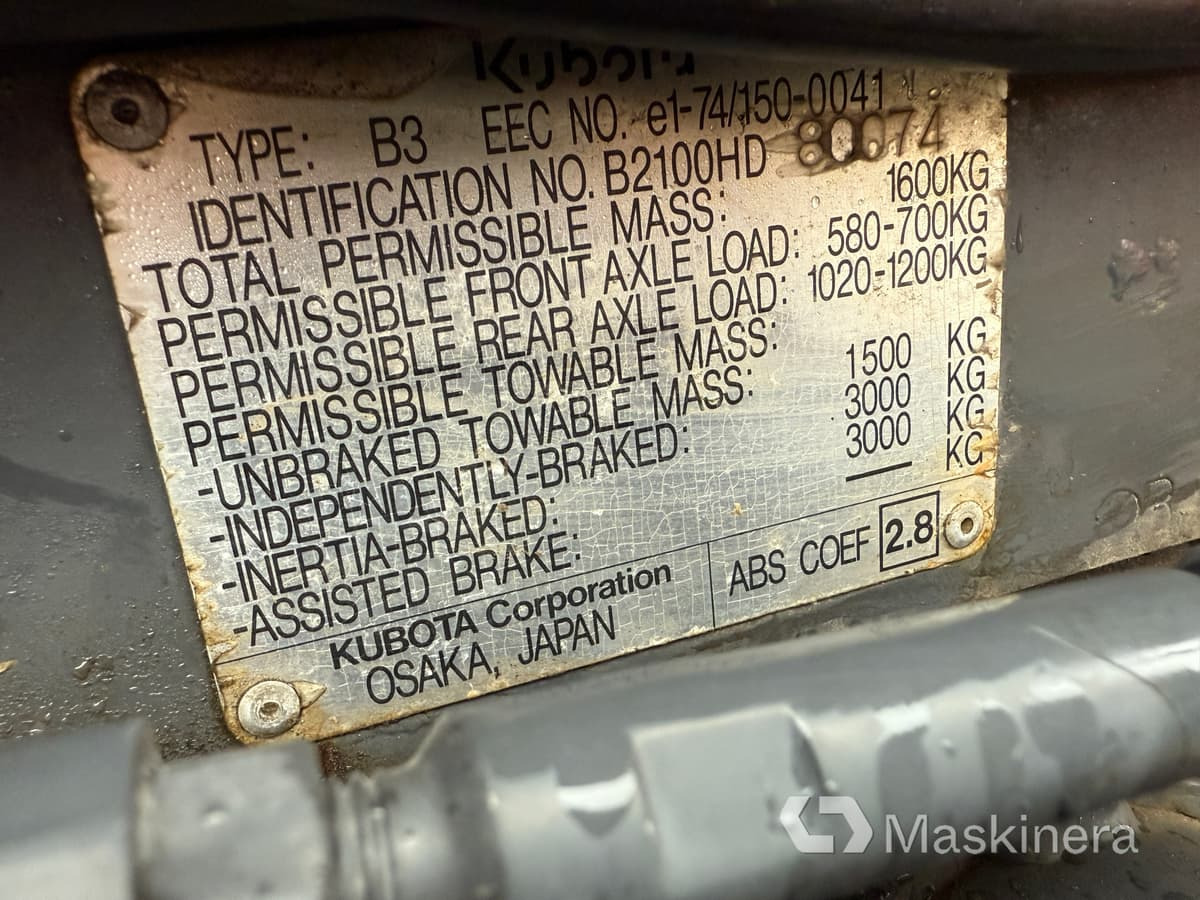 Kubota
TYPE: B3 EEC NO. e1-74/150-0041
IDENTIFICATION NO. B2100HD 80074
TOTAL PERMISSIBLE MASS: 1600KG
PERMISSIBLE FRONT AXLE LOAD: 580-700KG
PERMISSIBLE REAR AXLE LOAD: 1020-1200KG
PERMISSIBLE TOWABLE MASS:
-UNBRAKED TOWABLE MASS: 1500 KG
-INDEPENDENTLY-BRAKED: 3000 KG
-INERTIA-BRAKED: 3000 KG
-ASSISTED BRAKE: — KG
KUBOTA Corporation
OSAKA, JAPAN
ABS COEF 2.8
Maskinera